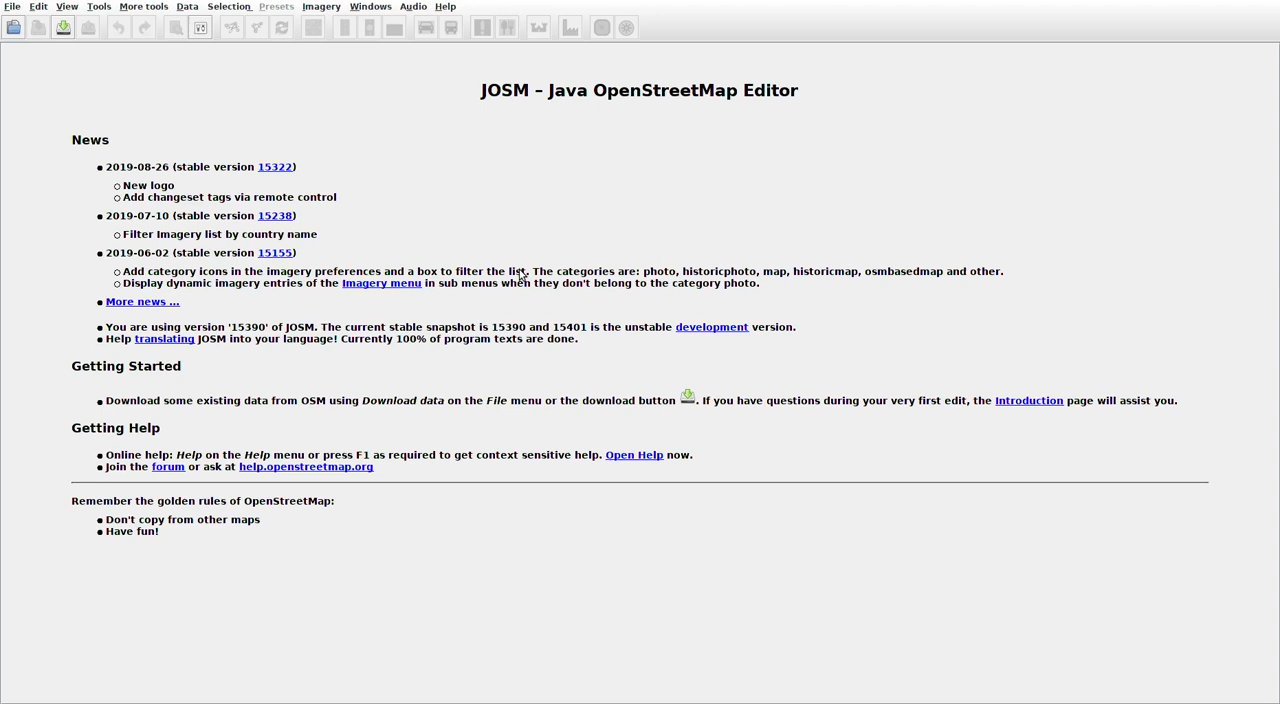 File Edit View Tools More tools Data Selection Presets Imagery Windows Audio Help
JOSM – Java OpenStreetMap Editor
News
2019-08-26 (stable version 15322)
New logo
Add changeset tags via remote control
2019-07-10 (stable version 15238)
Filter Imagery list by country name
2019-06-02 (stable version 15155)
Add category icons in the imagery preferences and a box to filter the list. The categories are: photo, historicphoto, map, historicmap, osmbasedmap and other.
Display dynamic imagery entries of the Imagery menu in sub menus when they don't belong to the category photo.
More news ...
You are using version '15390' of JOSM. The current stable snapshot is 15390 and 15401 is the unstable development version.
Help translating JOSM into your language! Currently 100% of program texts are done.
Getting Started
Download some existing data from OSM using Download data on the File menu or the download button . If you have questions during your very first edit, the Introduction page will assist you.
Getting Help
Online help: Help on the Help menu or press F1 as required to get context sensitive help. Open Help now.
Join the forum or ask at help.openstreetmap.org
Remember the golden rules of OpenStreetMap:
Don't copy from other maps
Have fun!